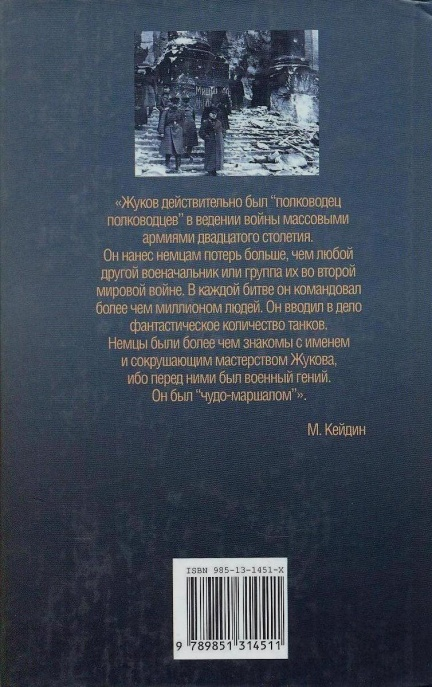 «Жуков действительно был "полководец
полководцев" в ведении войны массовыми
армиями двадцатого столетия.
Он нанес немцам потерь больше, чем любой
другой военачальник или группа их во второй
мировой войне. В каждой битве он командовал
более чем миллионом людей. Он вводил в дело
фантастическое количество танков.
Немцы были более чем знакомы с именем
и сокрушающим мастерством Жукова,
ибо перед ними был военный гений.
Он был "чудо-маршалом"».
М. Кейдин
ISBN 985-13-1451-X
9 789851 314511